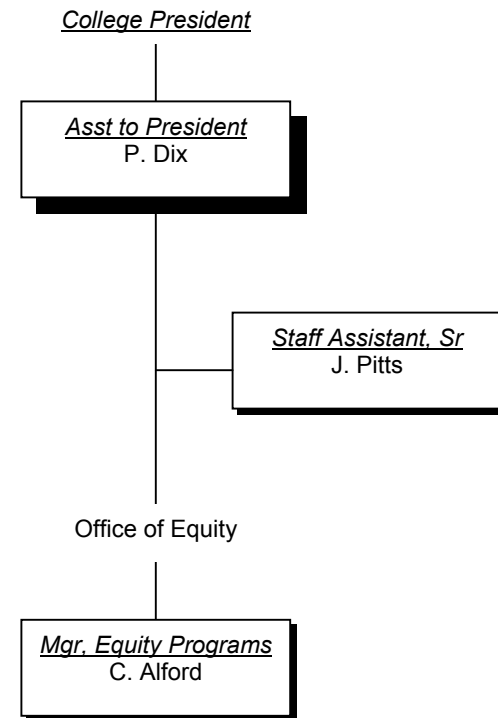 College President
Asst to President
P. Dix
Staff Assistant, Sr
J. Pitts
Office of Equity
Mgr, Equity Programs
C. Alford